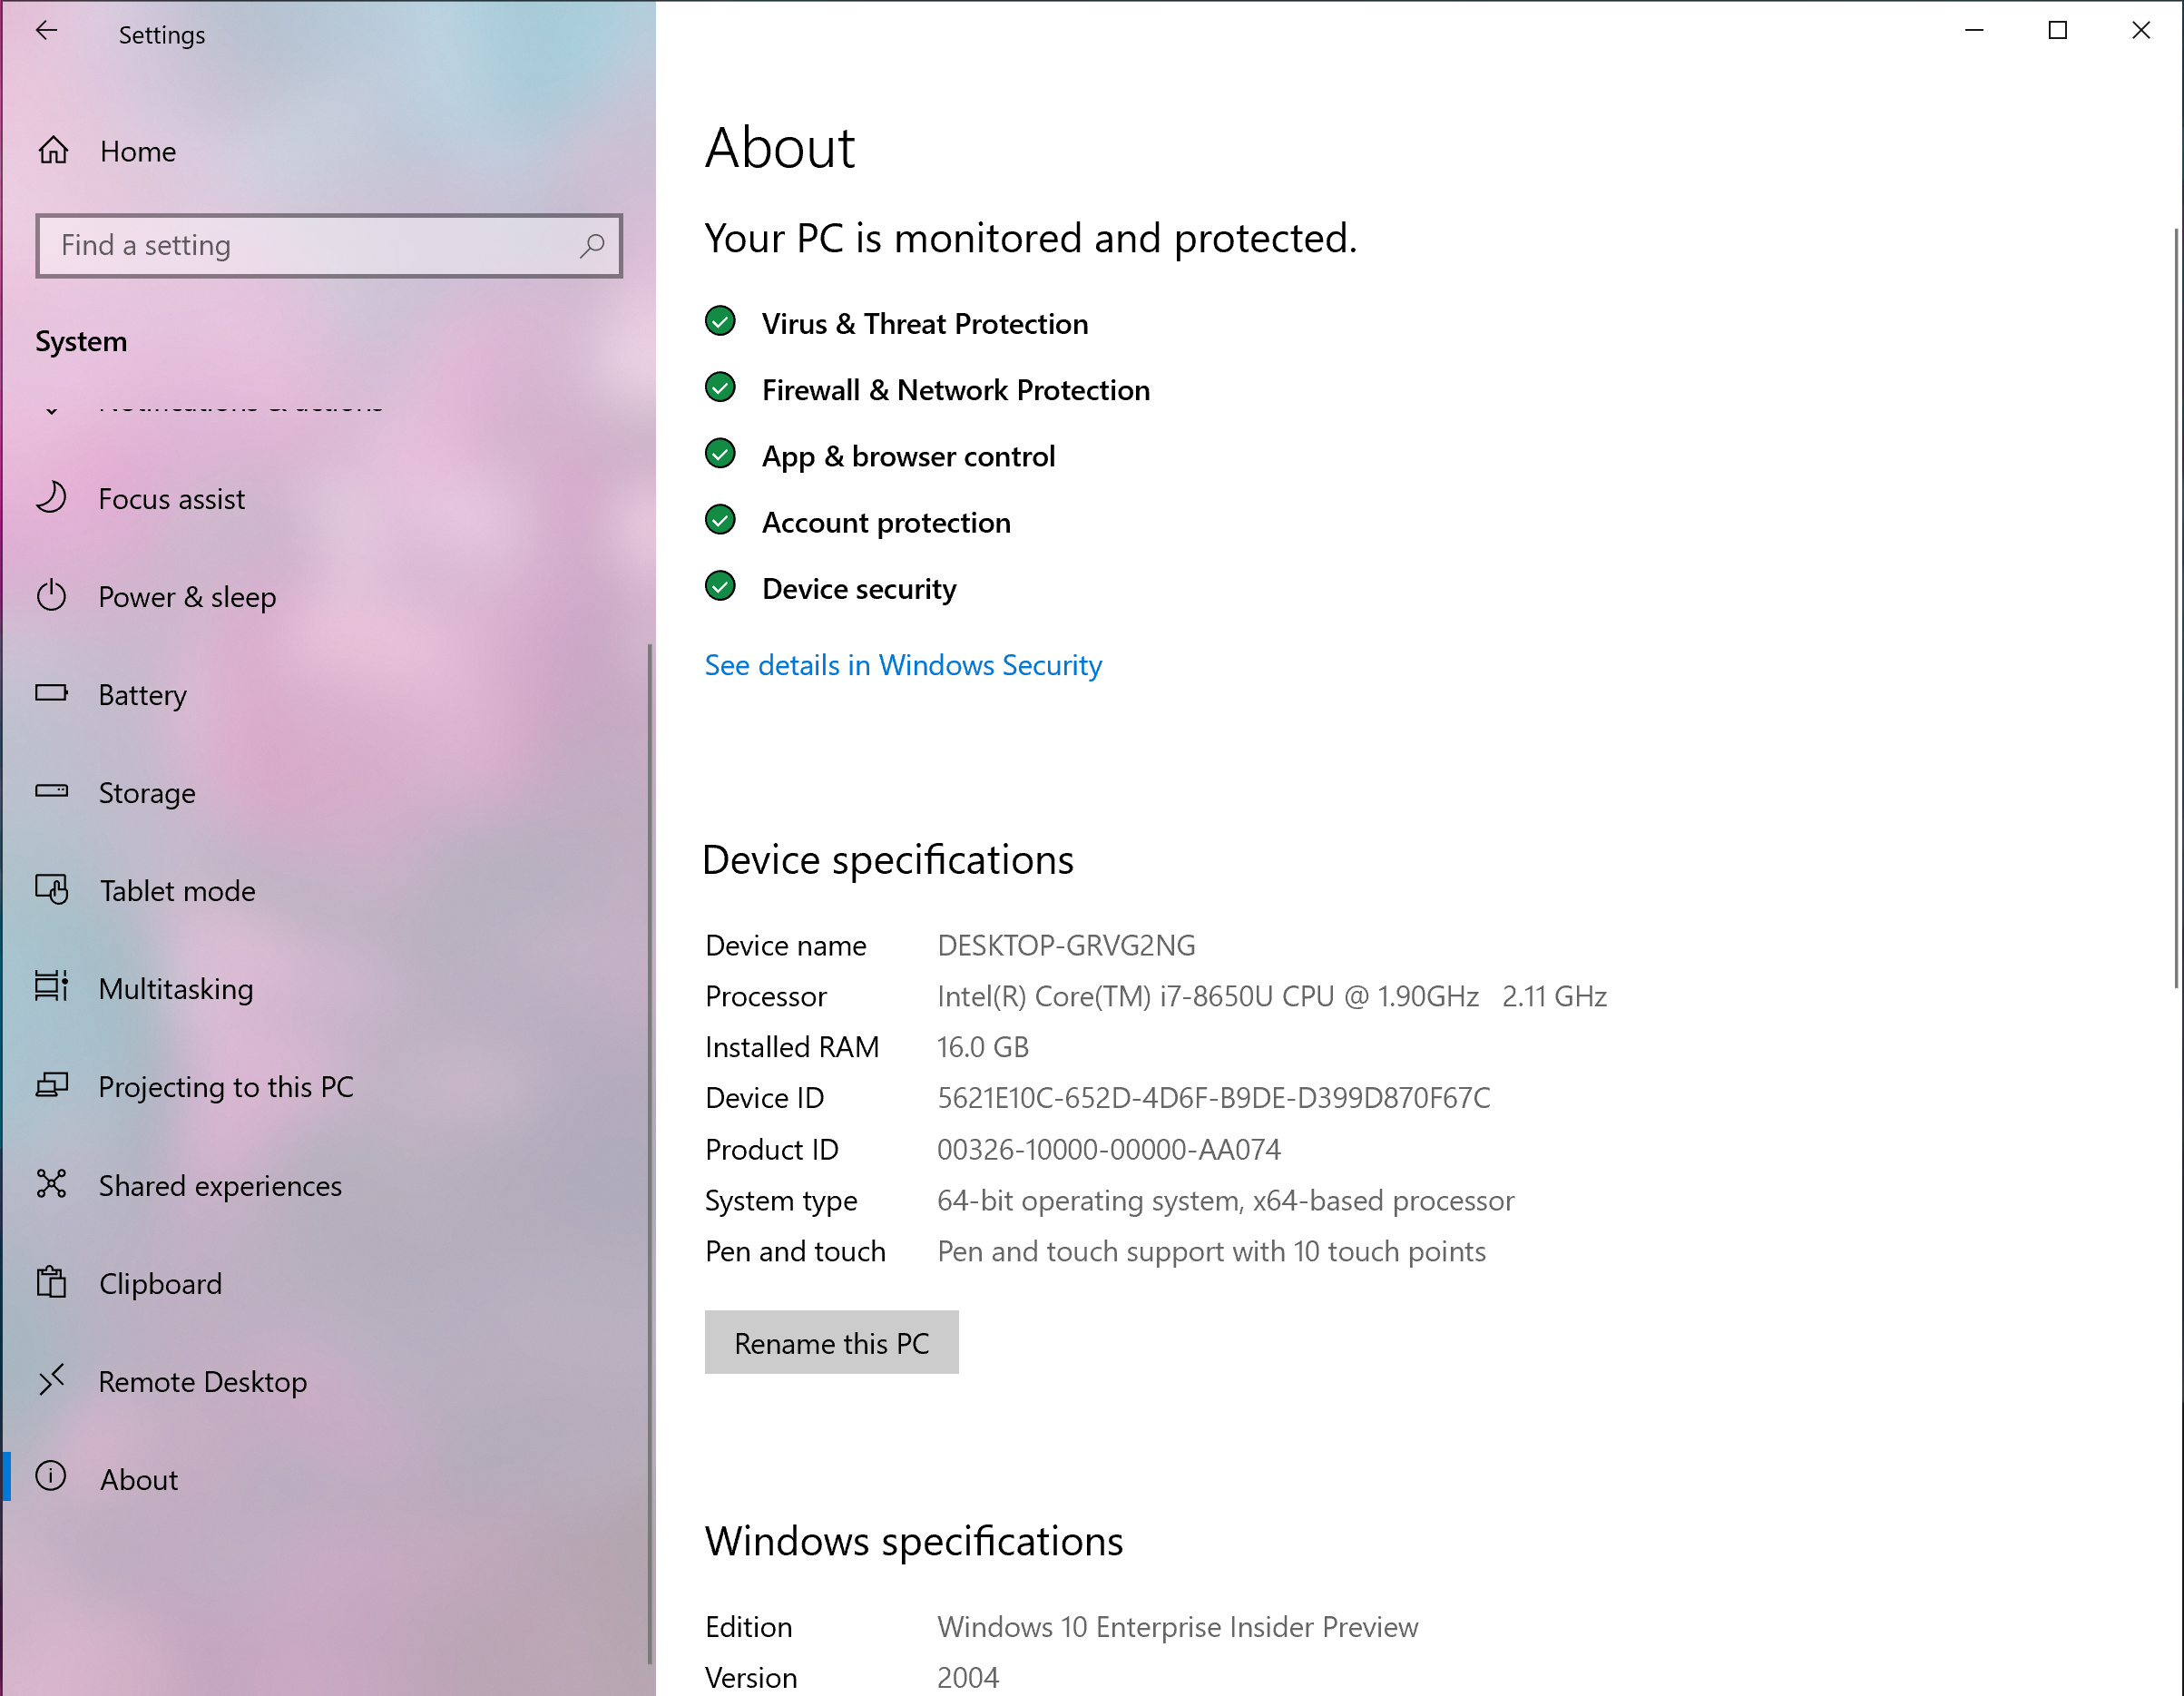 Settings
Home
Find a setting
System
Notifications & actions
Focus assist
Power & sleep
Battery
Storage
Tablet mode
Multitasking
Projecting to this PC
Shared experiences
Clipboard
Remote Desktop
About
About
Your PC is monitored and protected.
Virus & Threat Protection
Firewall & Network Protection
App & browser control
Account protection
Device security
See details in Windows Security
Device specifications
Device name DESKTOP-GRVG2NG
Processor Intel(R) Core(TM) i7-8650U CPU @ 1.90GHz 2.11 GHz
Installed RAM 16.0 GB
Device ID 5621E10C-652D-4D6F-B9DE-D399D870F67C
Product ID 00326-10000-00000-AA074
System type 64-bit operating system, x64-based processor
Pen and touch Pen and touch support with 10 touch points
Rename this PC
Windows specifications
Edition Windows 10 Enterprise Insider Preview
Version 2004